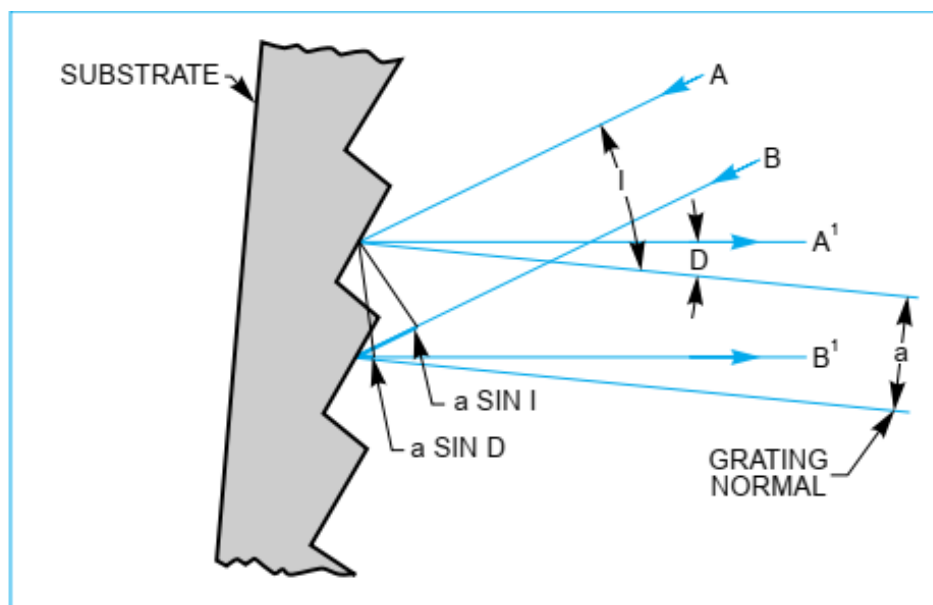 SUBSTRATE
A
B
I
A¹
D
B¹
a
a SIN I
a SIN D
GRATING
NORMAL